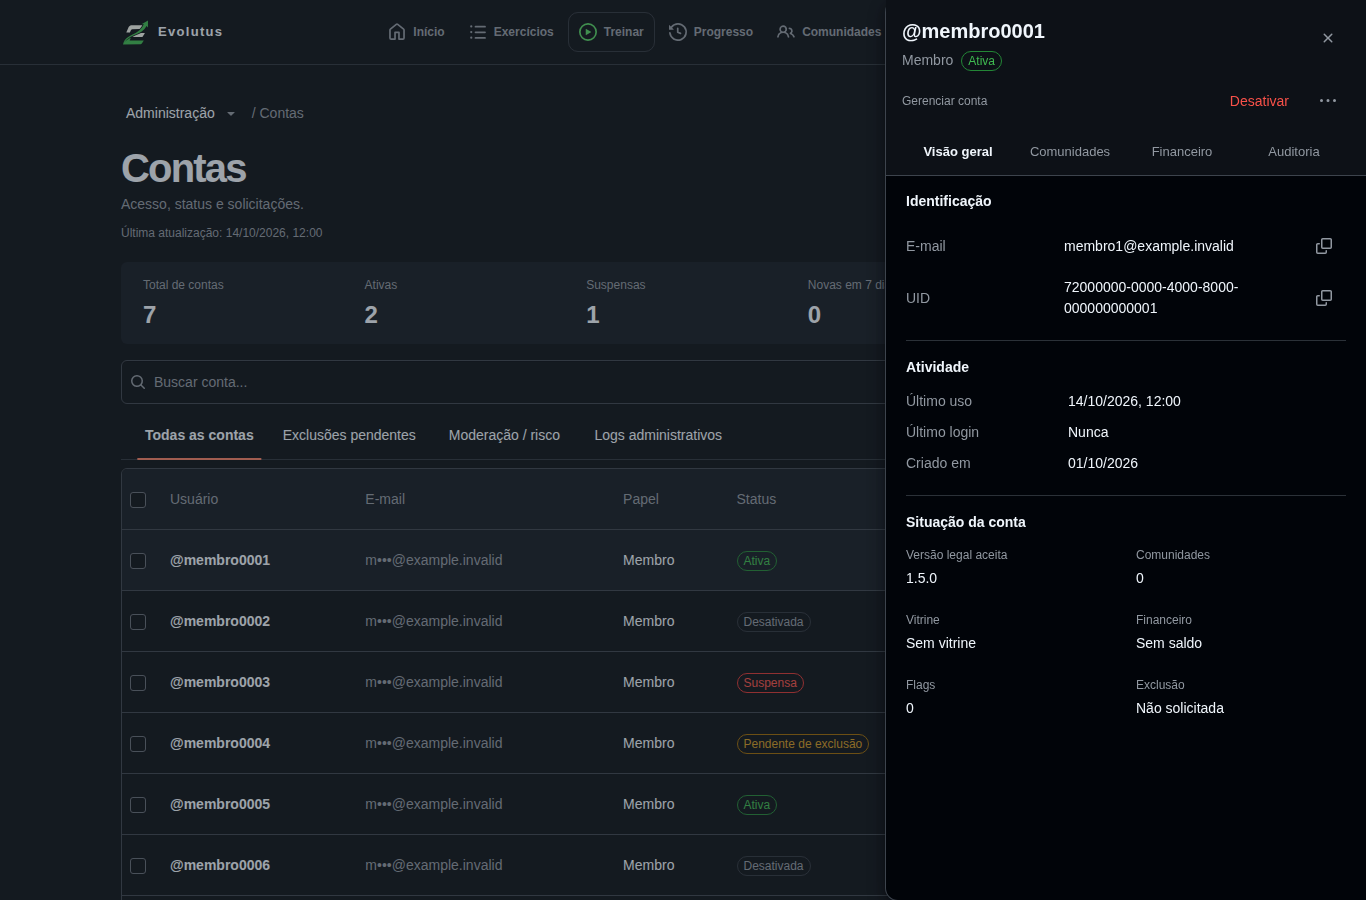 Evolutus
Início
Exercícios
Treinar
Progresso
Comunidades
Administração / Contas
Contas
Acesso, status e solicitações.
Última atualização: 14/10/2026, 12:00
Total de contas
7
Ativas
2
Suspensas
1
Novas em 7 di
0
Buscar conta...
Todas as contas
Exclusões pendentes
Moderação / risco
Logs administrativos
Usuário E-mail Papel Status
@membro0001 m•••@example.invalid Membro Ativa
@membro0002 m•••@example.invalid Membro Desativada
@membro0003 m•••@example.invalid Membro Suspensa
@membro0004 m•••@example.invalid Membro Pendente de exclusão
@membro0005 m•••@example.invalid Membro Ativa
@membro0006 m•••@example.invalid Membro Desativada
@membro0001
Membro Ativa
Gerenciar conta
Desativar
Visão geral
Comunidades
Financeiro
Auditoria
Identificação
E-mail membro1@example.invalid
UID 72000000-0000-4000-8000-
000000000001
Atividade
Último uso 14/10/2026, 12:00
Último login Nunca
Criado em 01/10/2026
Situação da conta
Versão legal aceita
1.5.0
Comunidades
0
Vitrine
Sem vitrine
Financeiro
Sem saldo
Flags
0
Exclusão
Não solicitada